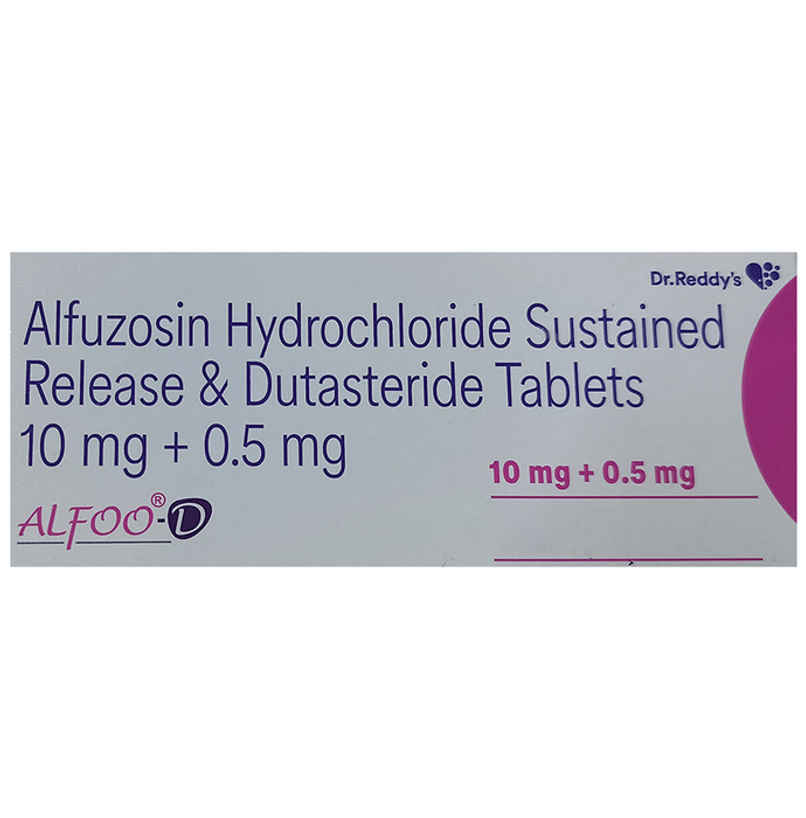 Dr.Reddy's
Alfuzosin Hydrochloride Sustained
Release & Dutasteride Tablets
10 mg + 0.5 mg
10 mg + 0.5 mg
ALFOO®-D